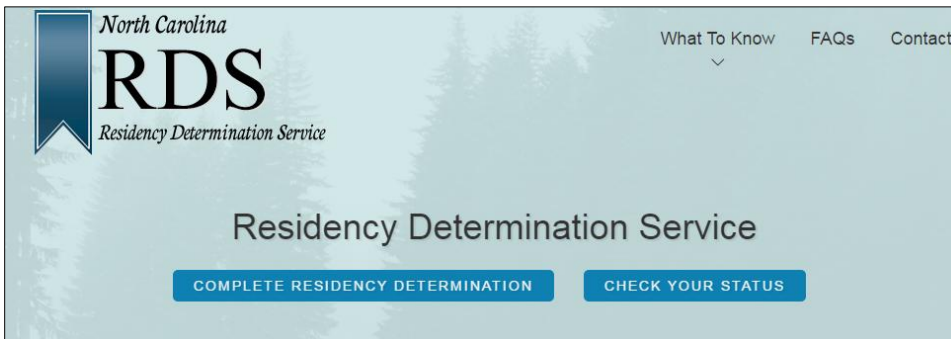 North Carolina
RDS
Residency Determination Service
What To Know
FAQs
Contact
Residency Determination Service
COMPLETE RESIDENCY DETERMINATION
CHECK YOUR STATUS